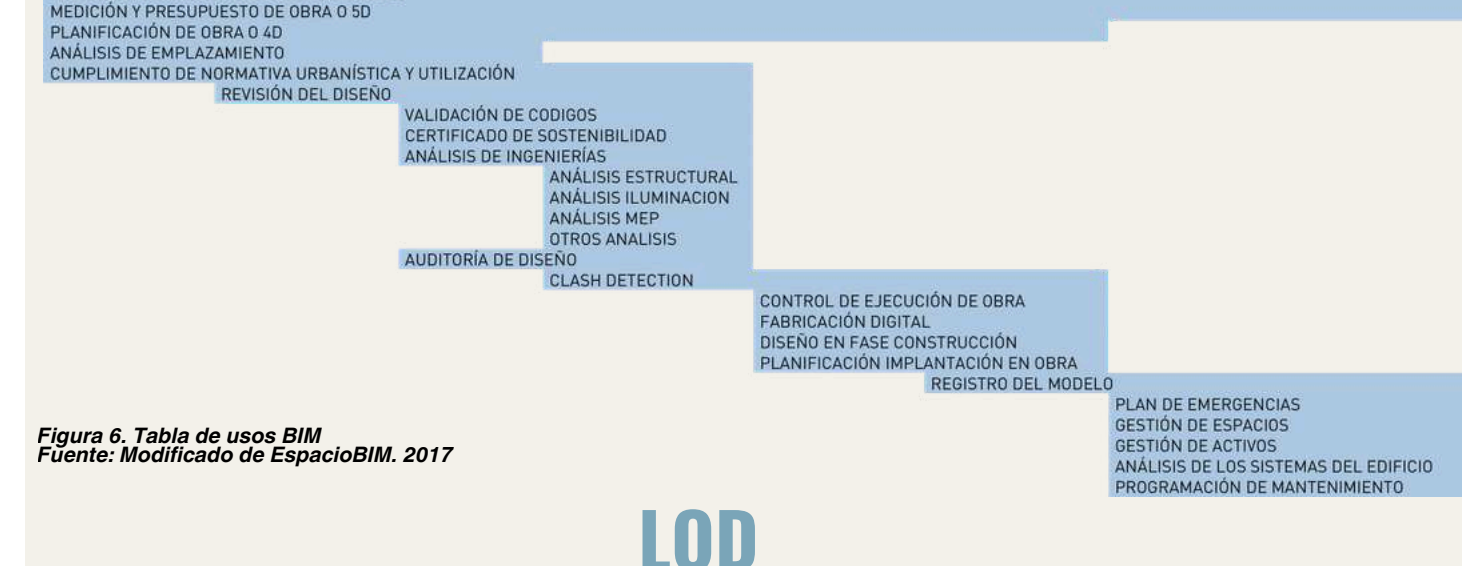 MEDICIÓN Y PRESUPUESTO DE OBRA O 5D
PLANIFICACIÓN DE OBRA O 4D
ANÁLISIS DE EMPLAZAMIENTO
CUMPLIMIENTO DE NORMATIVA URBANÍSTICA Y UTILIZACIÓN
REVISIÓN DEL DISEÑO
VALIDACIÓN DE CODIGOS
CERTIFICADO DE SOSTENIBILIDAD
ANÁLISIS DE INGENIERÍAS
ANÁLISIS ESTRUCTURAL
ANÁLISIS ILUMINACION
ANÁLISIS MEP
OTROS ANALISIS
AUDITORÍA DE DISEÑO
CLASH DETECTION
CONTROL DE EJECUCIÓN DE OBRA
FABRICACIÓN DIGITAL
DISEÑO EN FASE CONSTRUCCIÓN
PLANIFICACIÓN IMPLANTACIÓN EN OBRA
REGISTRO DEL MODELO
PLAN DE EMERGENCIAS
GESTIÓN DE ESPACIOS
GESTIÓN DE ACTIVOS
ANÁLISIS DE LOS SISTEMAS DEL EDIFICIO
PROGRAMACIÓN DE MANTENIMIENTO
Figura 6. Tabla de usos BIM
Fuente: Modificado de EspacioBIM. 2017
LOD